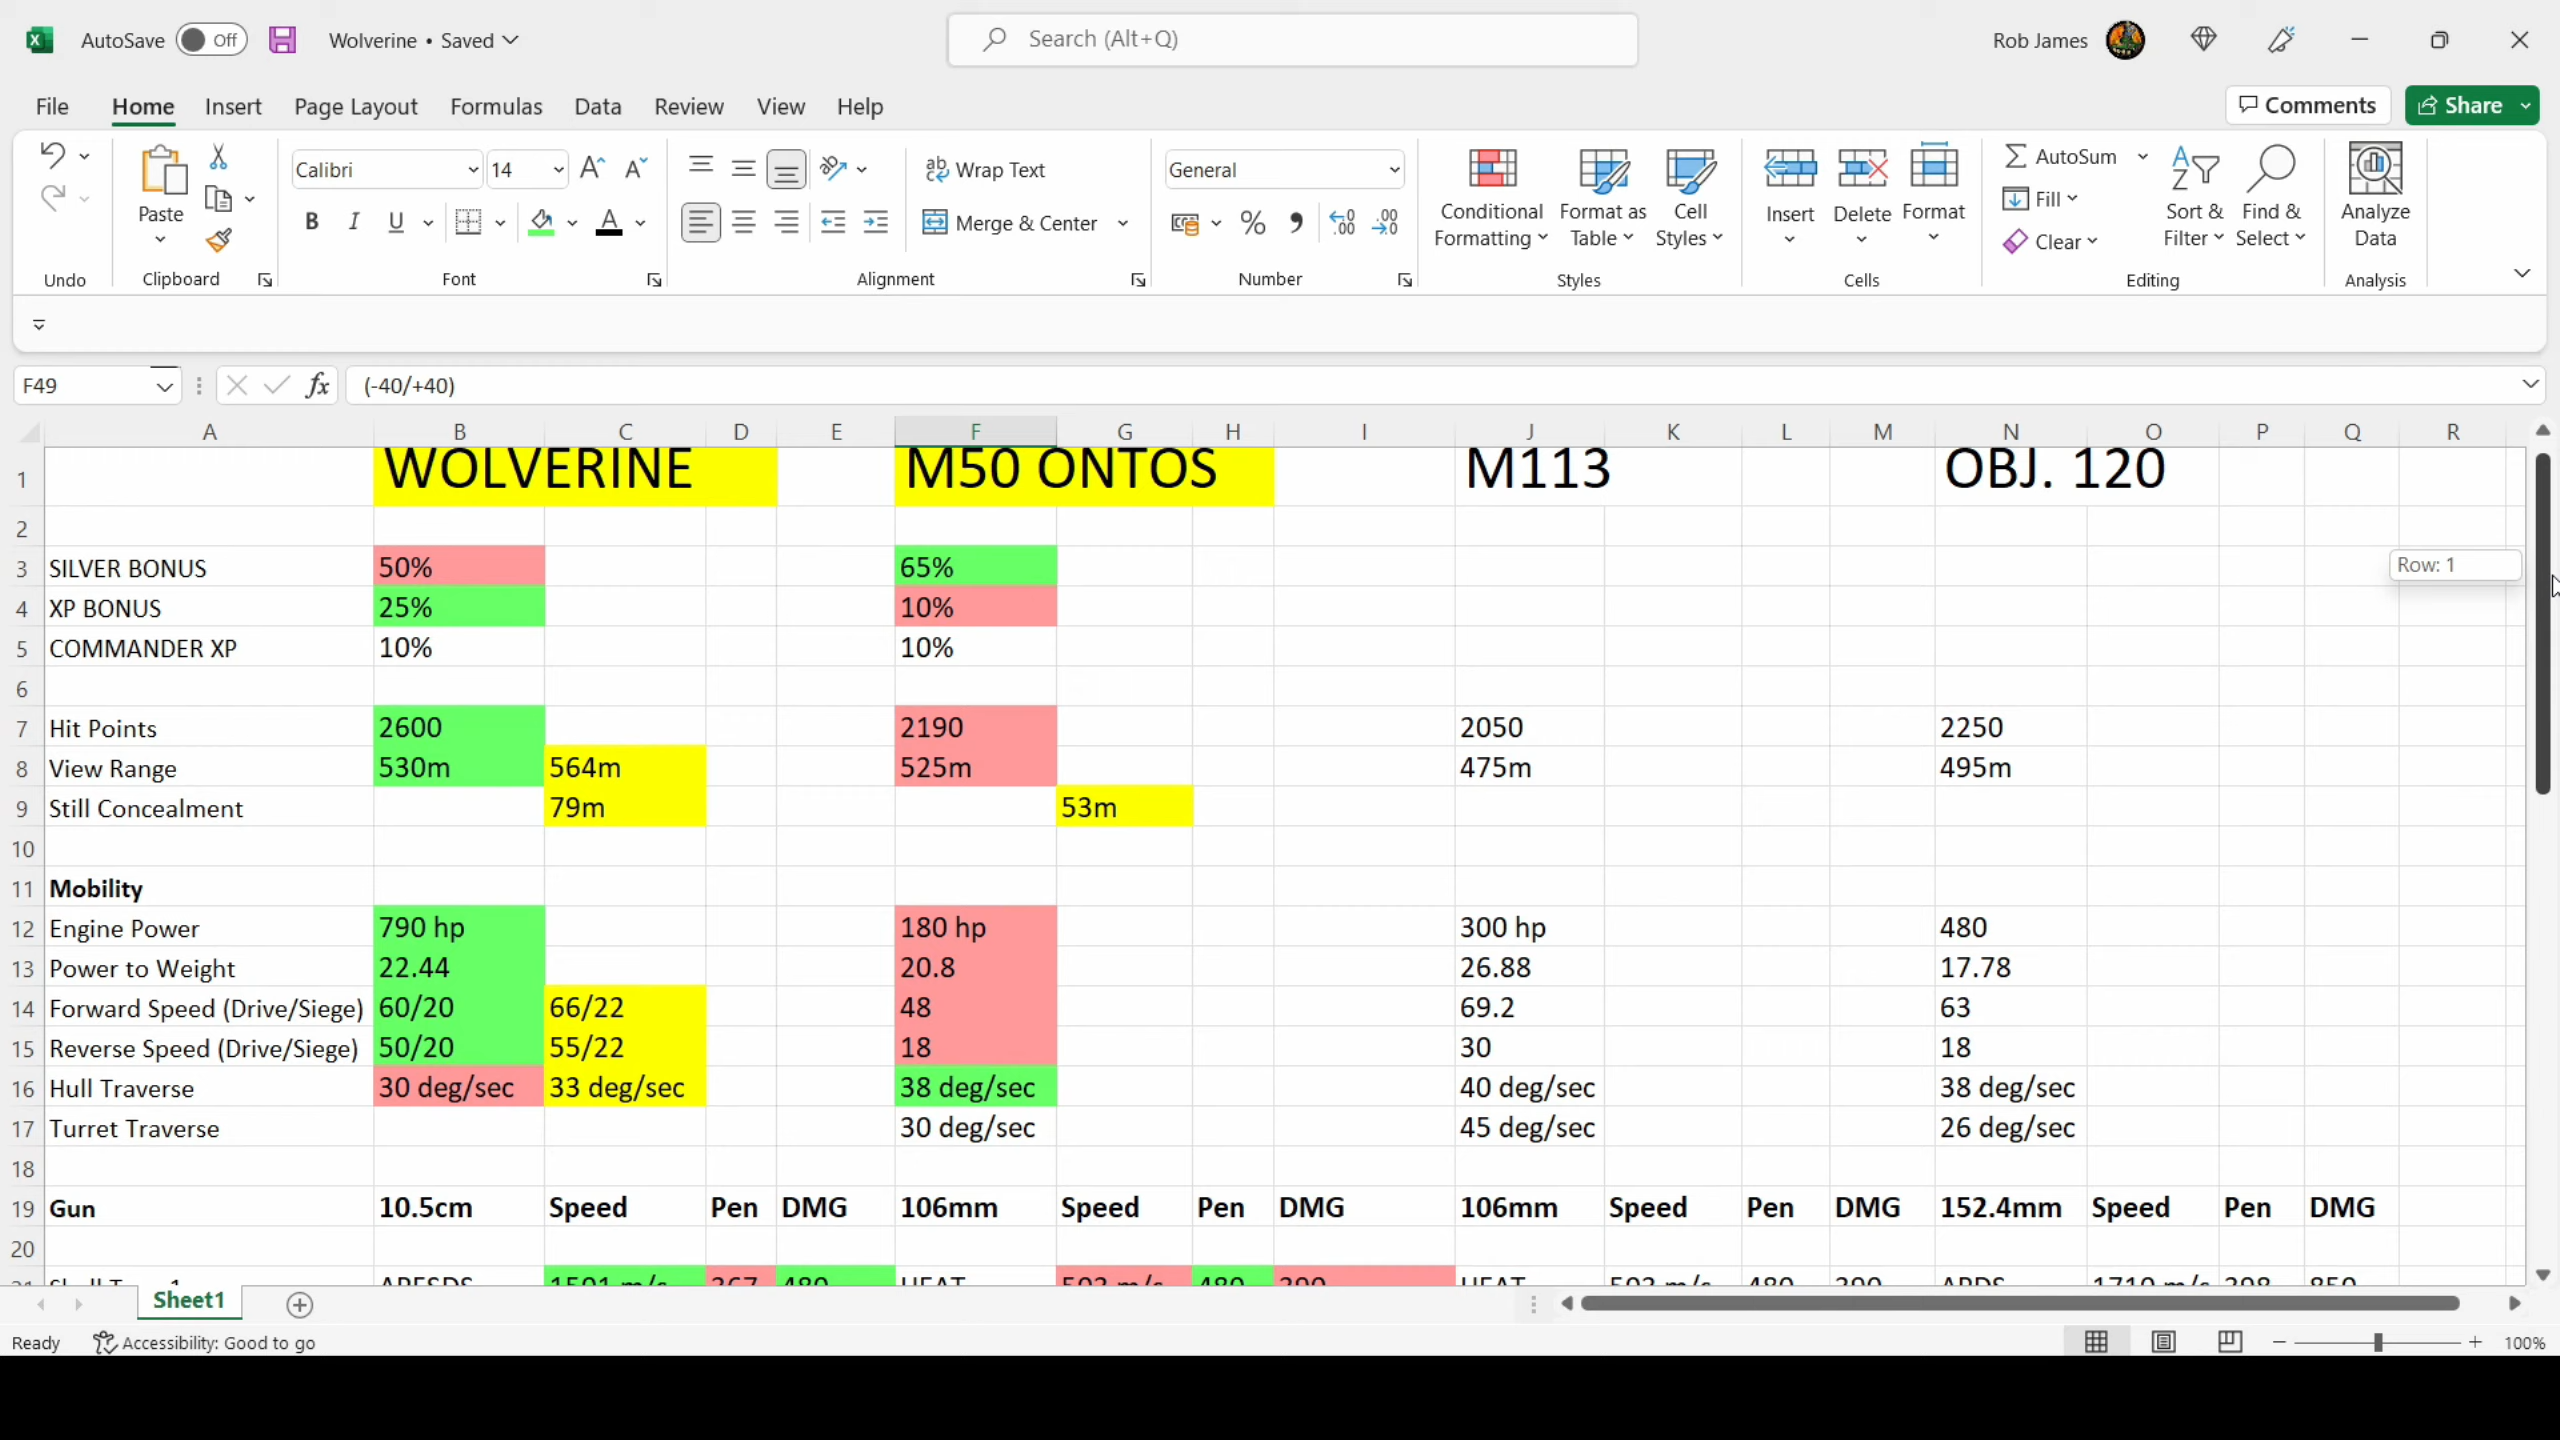 AutoSave Off Wolverine • Saved Search (Alt+Q) Rob James
File Home Insert Page Layout Formulas Data Review View Help Comments Share
Paste Calibri 14 Wrap Text General Conditional Formatting Format as Table Cell Styles Insert Delete Format AutoSum Fill Clear Sort & Filter Find & Select Analyze Data
B I U A Merge & Center % 9
Undo Clipboard Font Alignment Number Styles Cells Editing Analysis
F49 fx (-40/+40)
A B C D E F G H I J K L M N O P Q R
1 WOLVERINE M50 ONTOS M113 OBJ. 120
2
3 SILVER BONUS 50% 65% Row: 1
4 XP BONUS 25% 10%
5 COMMANDER XP 10% 10%
6
7 Hit Points 2600 2190 2050 2250
8 View Range 530m 564m 525m 475m 495m
9 Still Concealment 79m 53m
10
11 Mobility
12 Engine Power 790 hp 180 hp 300 hp 480
13 Power to Weight 22.44 20.8 26.88 17.78
14 Forward Speed (Drive/Siege) 60/20 66/22 48 69.2 63
15 Reverse Speed (Drive/Siege) 50/20 55/22 18 30 18
16 Hull Traverse 30 deg/sec 33 deg/sec 38 deg/sec 40 deg/sec 38 deg/sec
17 Turret Traverse 30 deg/sec 45 deg/sec 26 deg/sec
18
19 Gun 10.5cm Speed Pen DMG 106mm Speed Pen DMG 106mm Speed Pen DMG 152.4mm Speed Pen DMG
20
Sheet1
Ready Accessibility: Good to go 100%